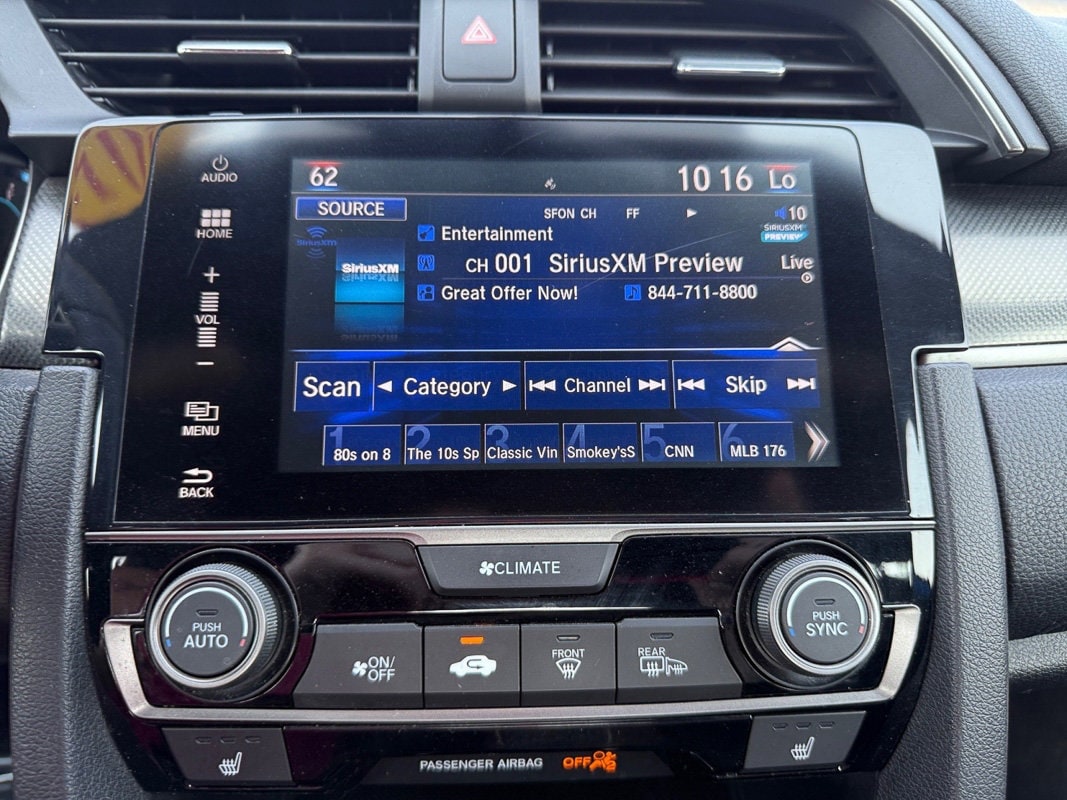 AUDIO
HOME
+
VOL
−
MENU
BACK
62
10 16 Lo
SOURCE
SFON CH FF
10
SIRIUSXM
PREVIEW
SiriusXM
SiriusXM
Entertainment
CH 001 SiriusXM Preview
Live
Great Offer Now!
844-711-8800
Scan
Category
Channel
Skip
1 80s on 8
2 The 10s Sp
3 Classic Vin
4 Smokey'sS
5 CNN
6 MLB 176
CLIMATE
PUSH
AUTO
ON/
OFF
FRONT
REAR
PUSH
SYNC
PASSENGER AIRBAG OFF
2